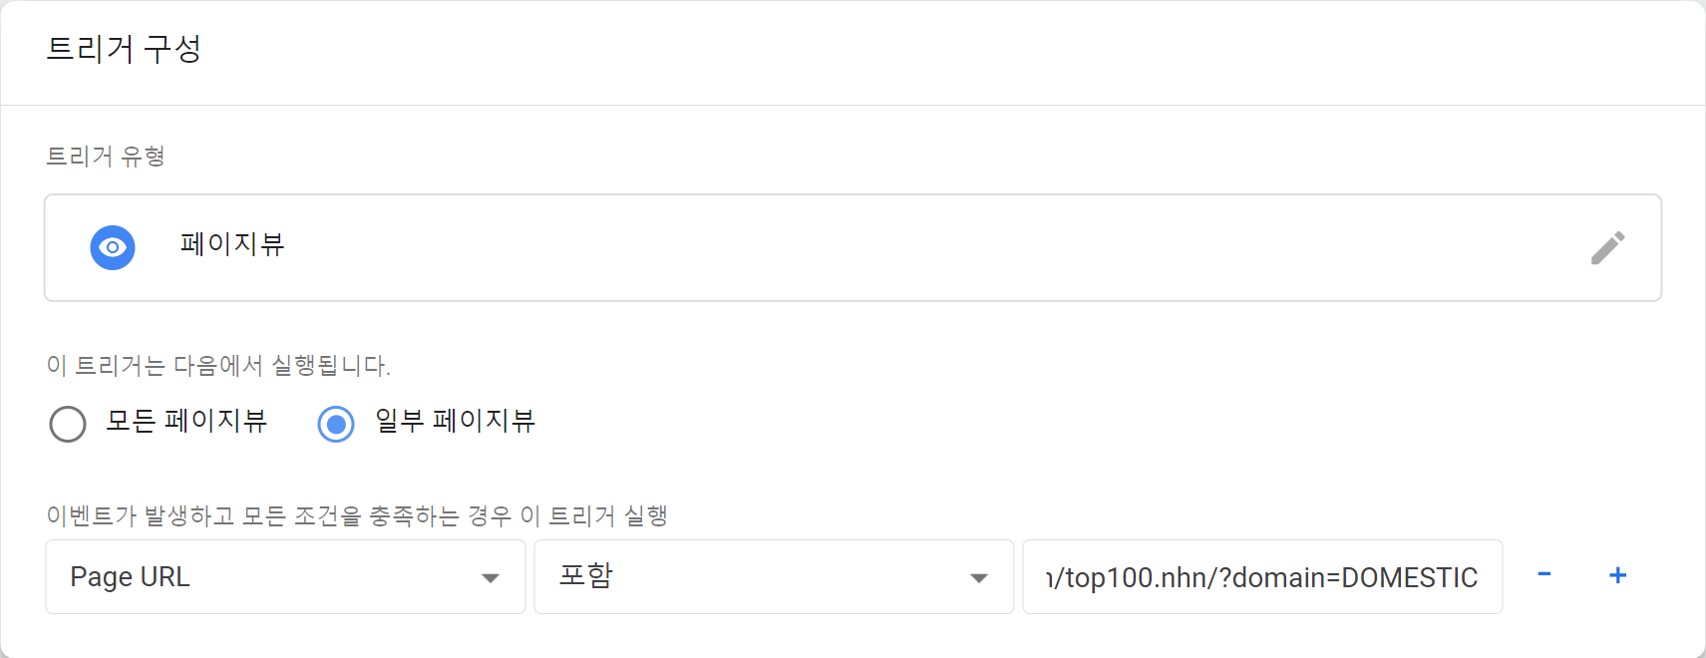 트리거 구성
트리거 유형
페이지뷰
이 트리거는 다음에서 실행됩니다.
모든 페이지뷰 일부 페이지뷰
이벤트가 발생하고 모든 조건을 충족하는 경우 이 트리거 실행
Page URL 포함 /top100.nhn/?domain=DOMESTIC - +